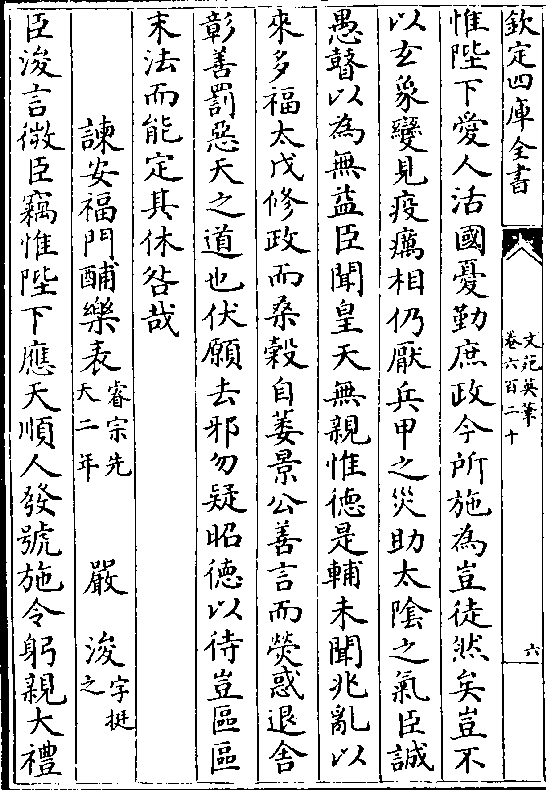 欽定四庫全書
文苑英華
卷六百二十
六
惟陛下愛人活國憂勤庶政今所施為豈徒然矣豈不
以玄象變見疫癘相仍厭兵甲之災助太陰之氣臣誠
愚瞽以為無益臣聞皇天無親惟德是輔未聞兆亂以
來多福太戊修政而桑榖自萎景公善言而熒惑退舍
彰善罰惡天之道也伏願去邪勿疑昭德以待豈區區
末法而能定其休咎哉
諫安福門酺樂表睿宗先天二年 嚴浚字挺之
臣浚言微臣竊惟陛下應天順人發號施令躬親大禮